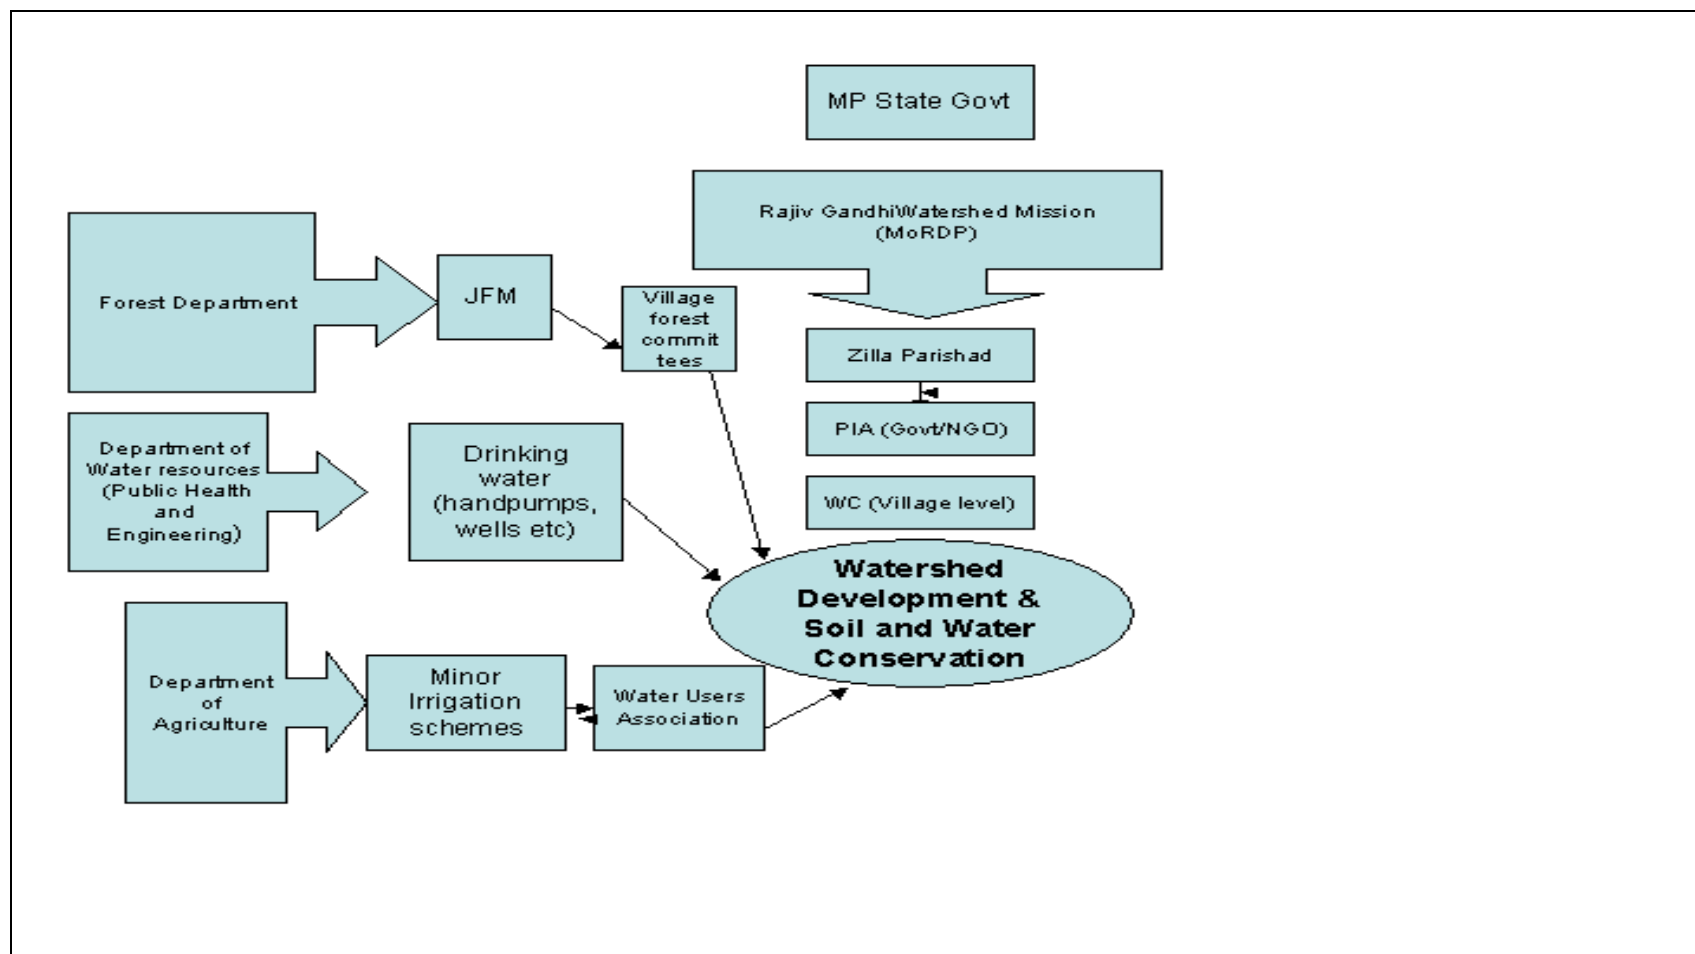 MP State Govt
Rajiv GandhiWatershed Mission
(MoRDP)
Forest Department
JFM
Village
forest
commit
tees
Zilla Parishad
PIA (Govt/NGO)
WC (Village level)
Department of
Water resources
(Public Health
and
Engineering)
Drinking
water
(handpumps,
wells etc)
Watershed
Development &
Soil and Water
Conservation
Department
of
Agriculture
Minor
Irrigation
schemes
Water Users
Association